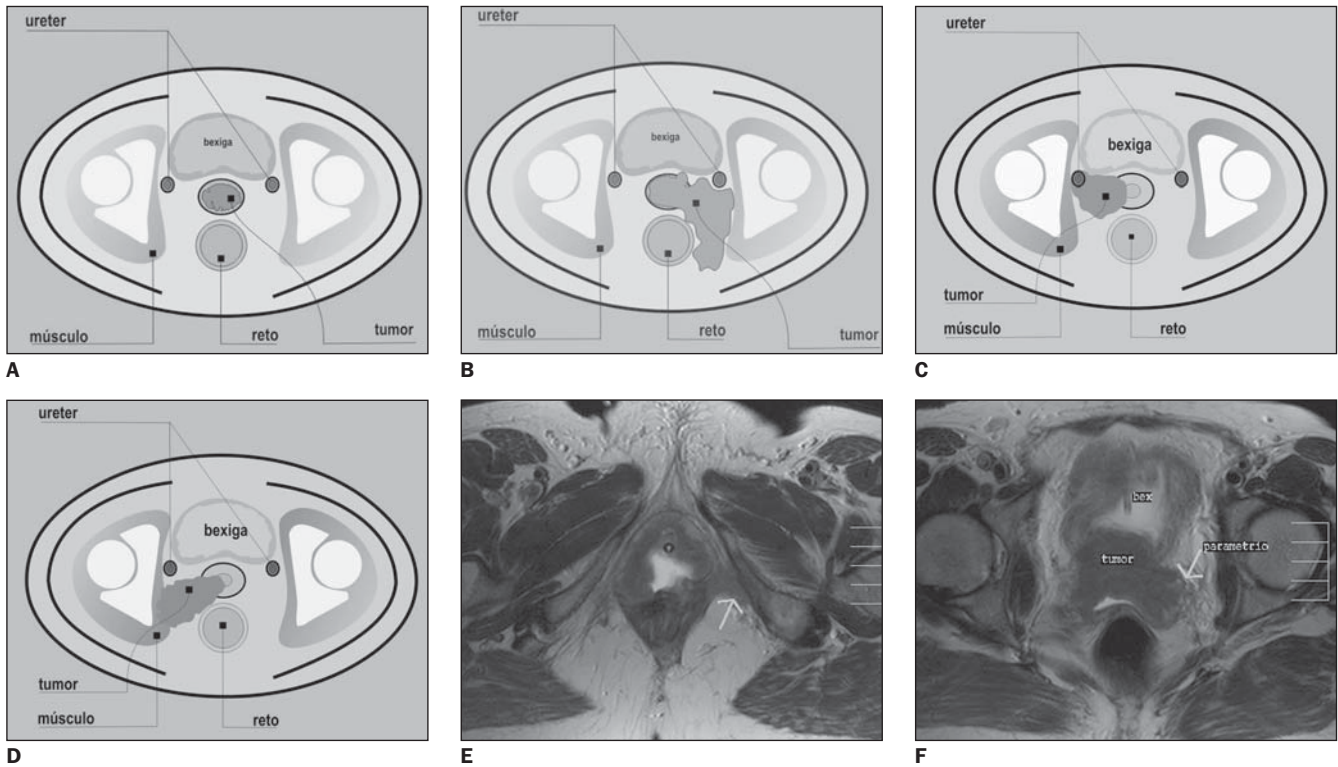 ureter
bexiga
músculo
reto
tumor
A
ureter
bexiga
músculo
reto
tumor
B
ureter
bexiga
tumor
músculo
reto
C
ureter
bexiga
tumor
músculo
reto
D
E
bex
tumor
parametrio
F